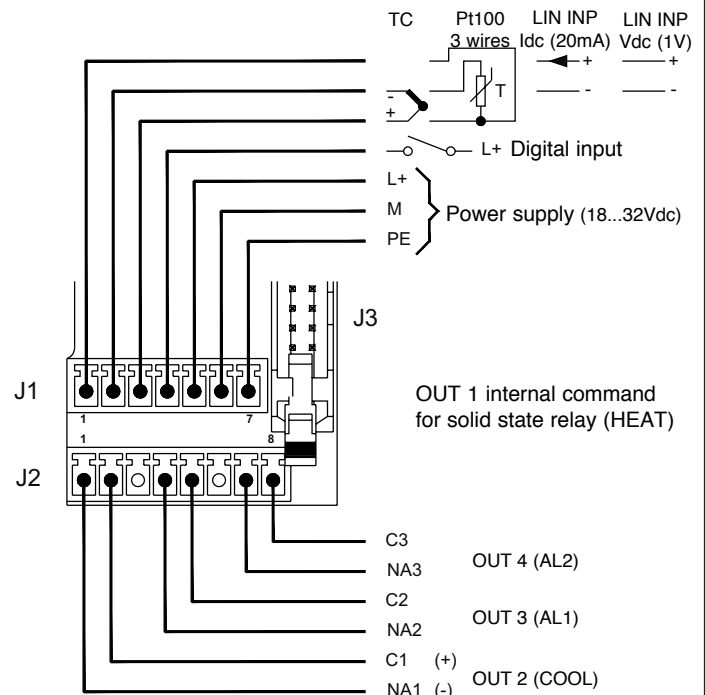 TC Pt100 LIN INP LIN INP
3 wires Idc (20mA) Vdc (1V)
+ +
- T - -
+
L+ Digital input
L+
M Power supply (18...32Vdc)
PE
J3
J1
OUT 1 internal command
for solid state relay (HEAT)
1 7
1 8
J2
C3
OUT 4 (AL2)
NA3
C2
OUT 3 (AL1)
NA2
C1 (+)
OUT 2 (COOL)
NA1 (-)